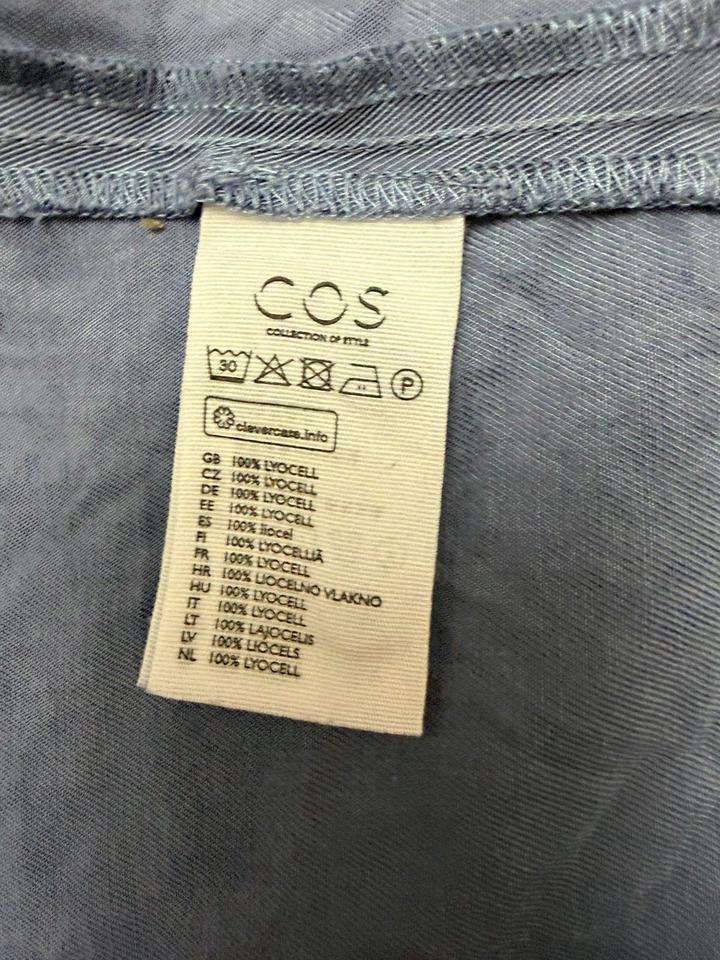 COS
COLLECTION OF STYLE
30 P
clevercare.info
GB 100% LYOCELL
CZ 100% LYOCELL
DE 100% LYOCELL
EE 100% LYOCELL
ES 100% liocel
FI 100% LYOCELLIÄ
FR 100% LYOCELL
HR 100% LIOCELNO VLAKNO
HU 100% LYOCELL
IT 100% LYOCELL
LT 100% LAJOCELIS
LV 100% LIOCELS
NL 100% LYOCELL